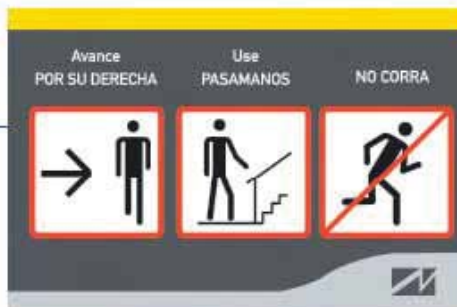 Avance
POR SU DERECHA
Use
PASAMANOS
NO CORRA